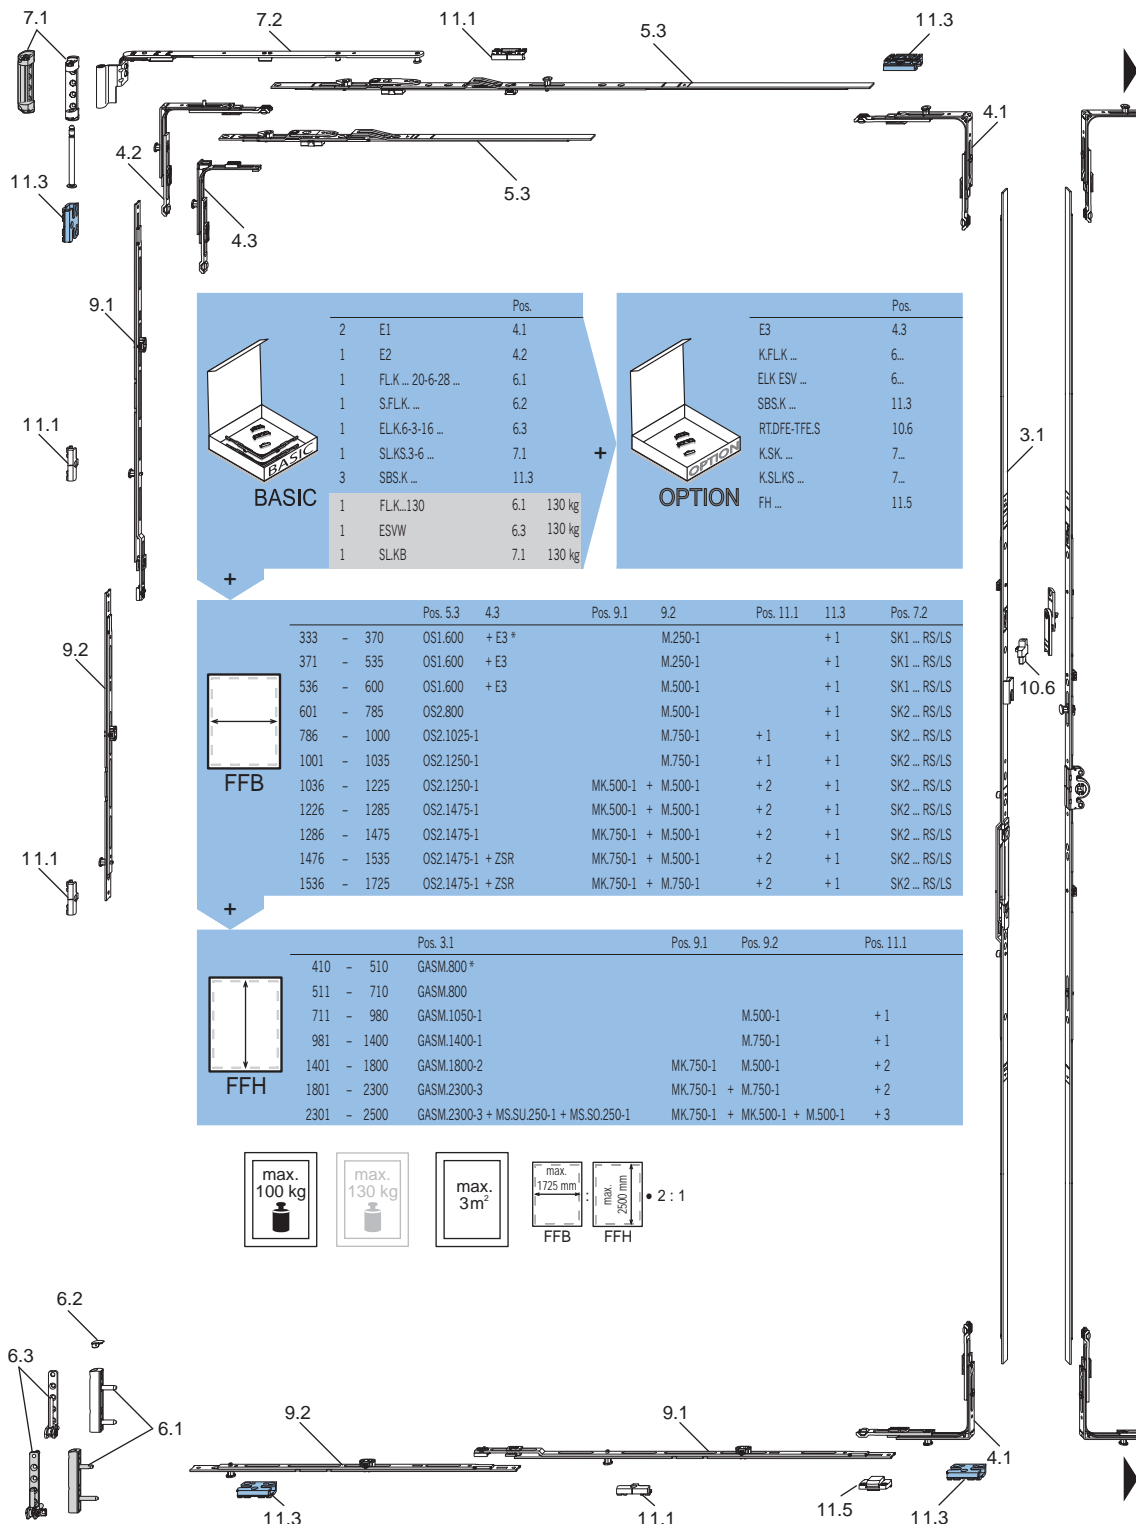 7.1
7.2
11.1
5.3
11.3
4.2
4.1
11.3
4.3
5.3
9.1
3.1
11.1
Pos.
2 E1 4.1
1 E2 4.2
1 FL.K ... 20-6-28 ... 6.1
1 S.FL.K. ... 6.2
1 EL.K.6-3-16 ... 6.3
1 SL.KS.3-6 ... 7.1
3 SBS.K ... 11.3
1 FL.K...130 6.1 130 kg
1 ESVW 6.3 130 kg
1 SL.KB 7.1 130 kg
BASIC
BASIC
+
Pos.
E3 4.3
K.FL.K ... 6...
ELK ESV ... 6...
SBS.K ... 11.3
RT.DFE-TFE.S 10.6
K.SK. ... 7...
K.SL.KS ... 7...
FH ... 11.5
OPTION
OPTION
+
9.2
10.6
11.1
Pos. 5.3 4.3 Pos. 9.1 9.2 Pos. 11.1 11.3 Pos. 7.2
333 – 370 OS1.600 + E3 * M.250-1 + 1 SK1 ... RS/LS
371 – 535 OS1.600 + E3 M.250-1 + 1 SK1 ... RS/LS
536 – 600 OS1.600 + E3 M.500-1 + 1 SK1 ... RS/LS
601 – 785 OS2.800 M.500-1 + 1 SK2 ... RS/LS
786 – 1000 OS2.1025-1 M.750-1 + 1 + 1 SK2 ... RS/LS
1001 – 1035 OS2.1250-1 M.750-1 + 1 + 1 SK2 ... RS/LS
1036 – 1225 OS2.1250-1 MK.500-1 + M.500-1 + 2 + 1 SK2 ... RS/LS
1226 – 1285 OS2.1475-1 MK.500-1 + M.500-1 + 2 + 1 SK2 ... RS/LS
1286 – 1475 OS2.1475-1 MK.750-1 + M.500-1 + 2 + 1 SK2 ... RS/LS
1476 – 1535 OS2.1475-1 + ZSR MK.750-1 + M.500-1 + 2 + 1 SK2 ... RS/LS
1536 – 1725 OS2.1475-1 + ZSR MK.750-1 + M.750-1 + 2 + 1 SK2 ... RS/LS
FFB
+
Pos. 3.1 Pos. 9.1 Pos. 9.2 Pos. 11.1
410 – 510 GASM.800 *
511 – 710 GASM.800
711 – 980 GASM.1050-1 M.500-1 + 1
981 – 1400 GASM.1400-1 M.750-1 + 1
1401 – 1800 GASM.1800-2 MK.750-1 M.500-1 + 2
1801 – 2300 GASM.2300-3 MK.750-1 + M.750-1 + 2
2301 – 2500 GASM.2300-3 + MS.SU.250-1 + MS.SO.250-1 MK.750-1 + MK.500-1 + M.500-1 + 3
FFH
max.
100 kg
max.
130 kg
max.
3m²
max.
1725 mm
FFB
:
max.
2500 mm
FFH
• 2 : 1
6.2
6.3
6.1
9.2
9.1
4.1
11.3
11.1
11.5
11.3